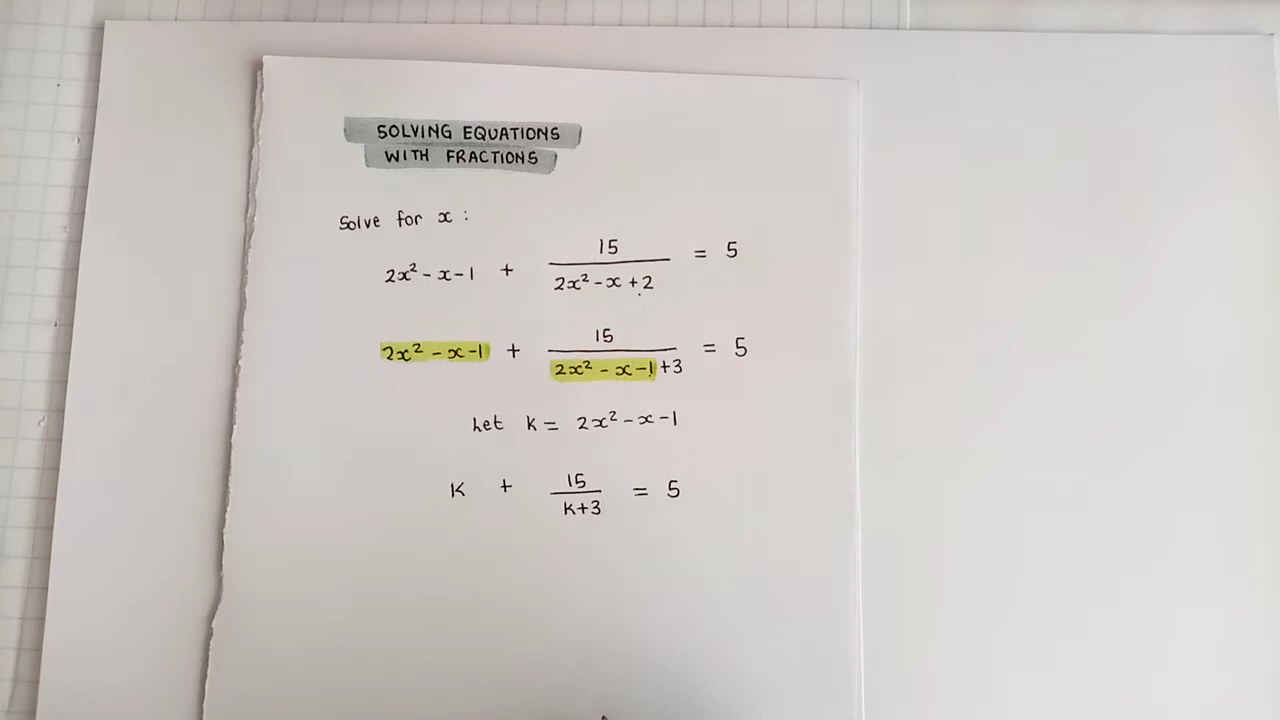 SOLVING EQUATIONS
WITH FRACTIONS
Solve for x :
2x² - x - 1 + 15/(2x² - x + 2) = 5
2x² - x - 1 + 15/(2x² - x - 1 + 3) = 5
Let k = 2x² - x - 1
k + 15/(k+3) = 5